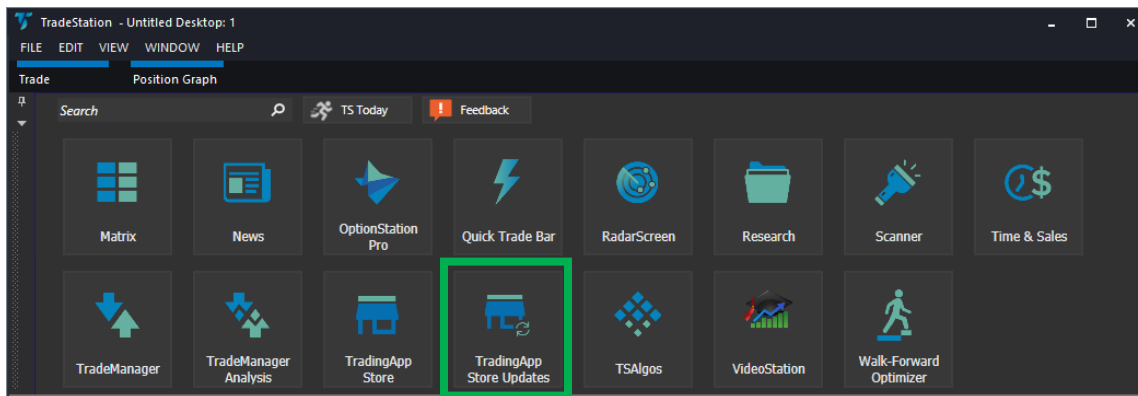 TradeStation - Untitled Desktop: 1
FILE EDIT VIEW WINDOW HELP
Trade Position Graph
Search TS Today ! Feedback
Matrix
News
OptionStation
Pro
Quick Trade Bar
RadarScreen
Research
Scanner
$
Time & Sales
TradeManager
TradeManager
Analysis
TradingApp
Store
TradingApp
Store Updates
TSAlgos
VideoStation
Walk-Forward
Optimizer